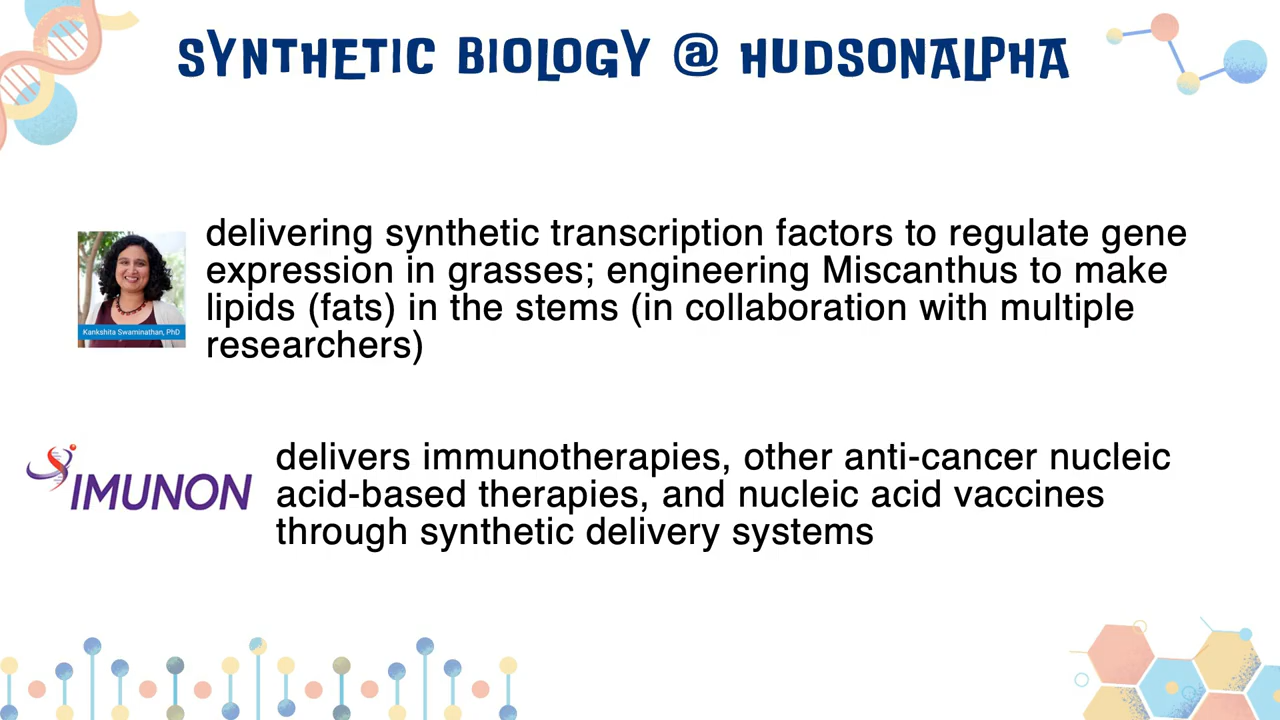 SYNTHETIC BIOLOGY @ HUDSONALPHA
delivering synthetic transcription factors to regulate gene
expression in grasses; engineering Miscanthus to make
lipids (fats) in the stems (in collaboration with multiple
researchers)
Kankshita Swaminathan, PhD
delivers immunotherapies, other anti-cancer nucleic
acid-based therapies, and nucleic acid vaccines
through synthetic delivery systems
IMUNON